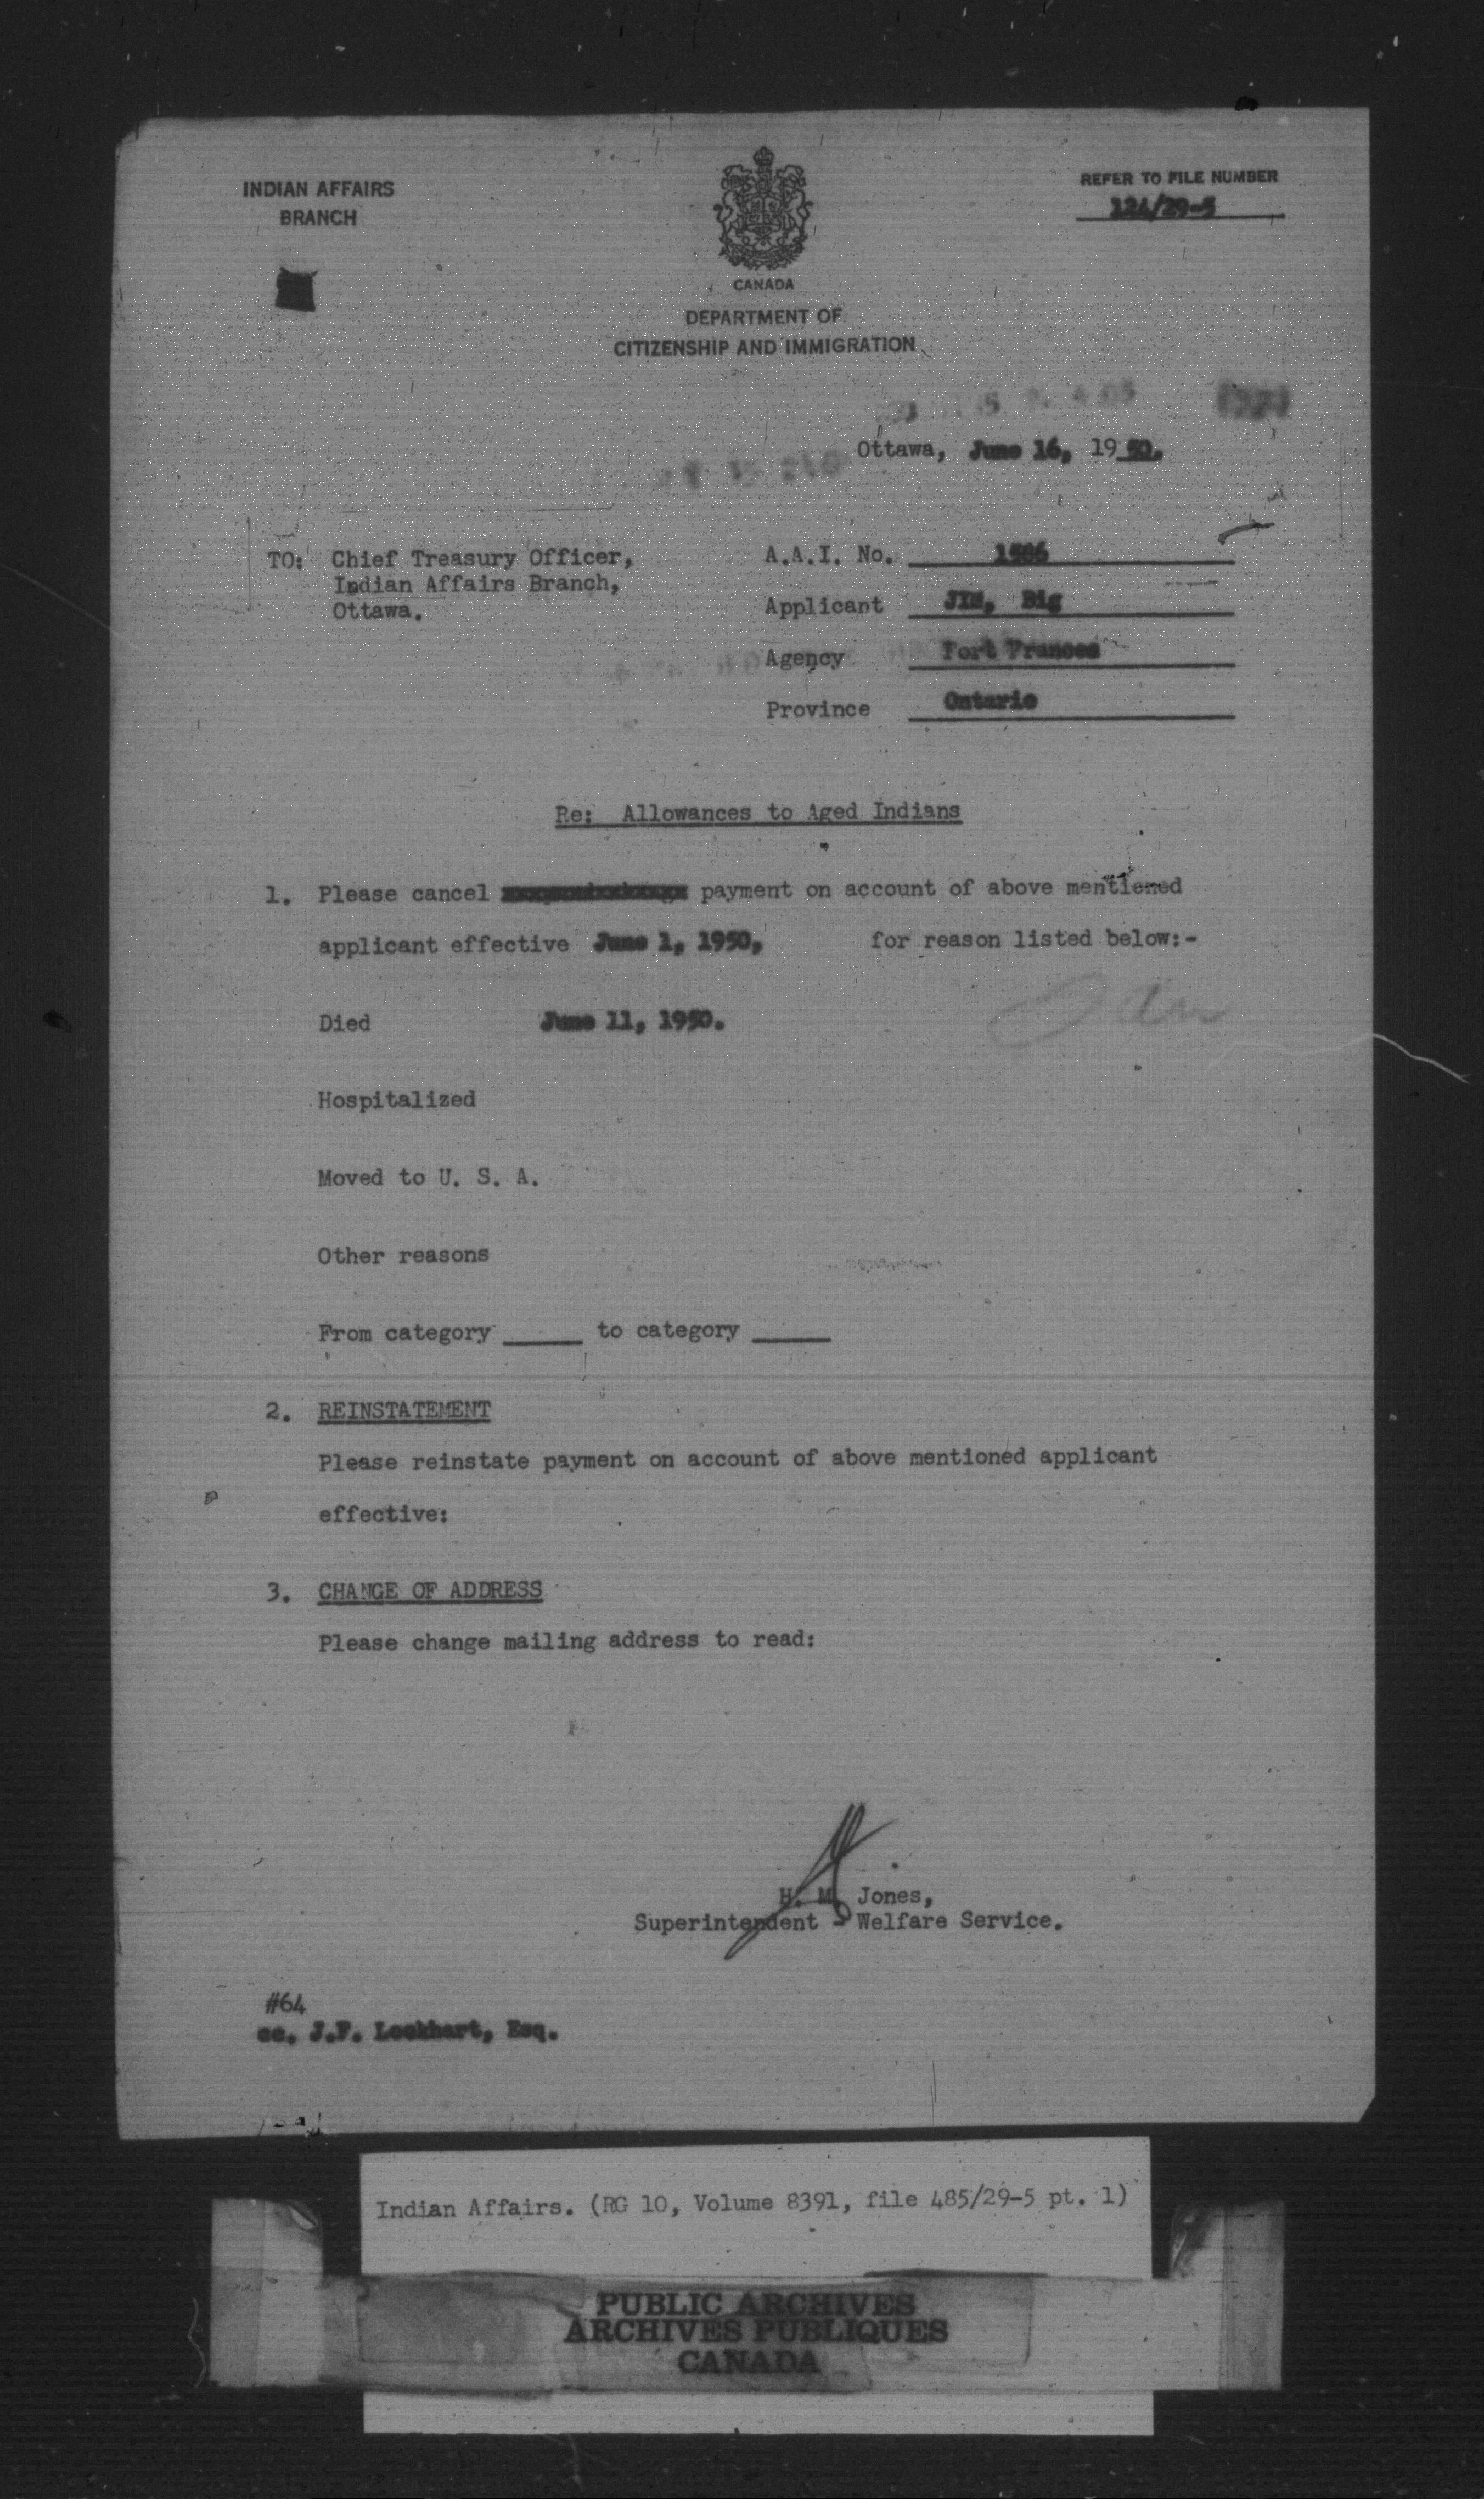 INDIAN AFFAIRS
BRANCH
REFER TO FILE NUMBER
124/29-5
CANADA
DEPARTMENT OF
CITIZENSHIP AND IMMIGRATION
Ottawa, June 16, 1950.
TO: Chief Treasury Officer,
Indian Affairs Branch,
Ottawa.
A.A.I. No. 1586
Applicant JIM, Big
Agency Fort Frances
Province Ontario
Re: Allowances to Aged Indians
1. Please cancel payment on account of above mentioned
applicant effective June 1, 1950, for reason listed below:-
Died June 11, 1950.
Hospitalized
Moved to U. S. A.
Other reasons
From category to category
2. REINSTATEMENT
Please reinstate payment on account of above mentioned applicant
effective:
3. CHANGE OF ADDRESS
Please change mailing address to read:
H. M. Jones,
Superintendent - Welfare Service.
#64
cc. J.F. Lockhart, Esq.
Indian Affairs. (RG 10, Volume 8391, file 485/29-5 pt. 1)
PUBLIC ARCHIVES
ARCHIVES PUBLIQUES
CANADA